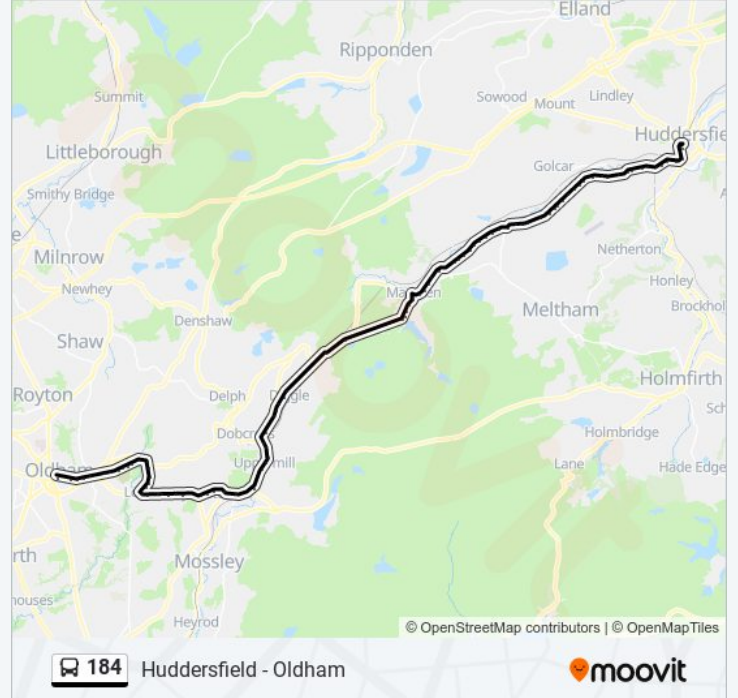 Elland
Ripponden
Summit
Sowood
Mount
Lindley
Huddersfie
Littleborough
Golcar
Smithy Bridge
Milnrow
Netherton
Newhey
Honley
Meltham
Brockhol
Denshaw
Shaw
Holmfirth
Royton
Delph
Sch
Dobcross
Holmbridge
Oldham
Uppermill
Lane
Hade Edge
rth
Mossley
houses
Heyrod
© OpenStreetMap contributors | © OpenMapTiles
184 Huddersfield - Oldham
moovit